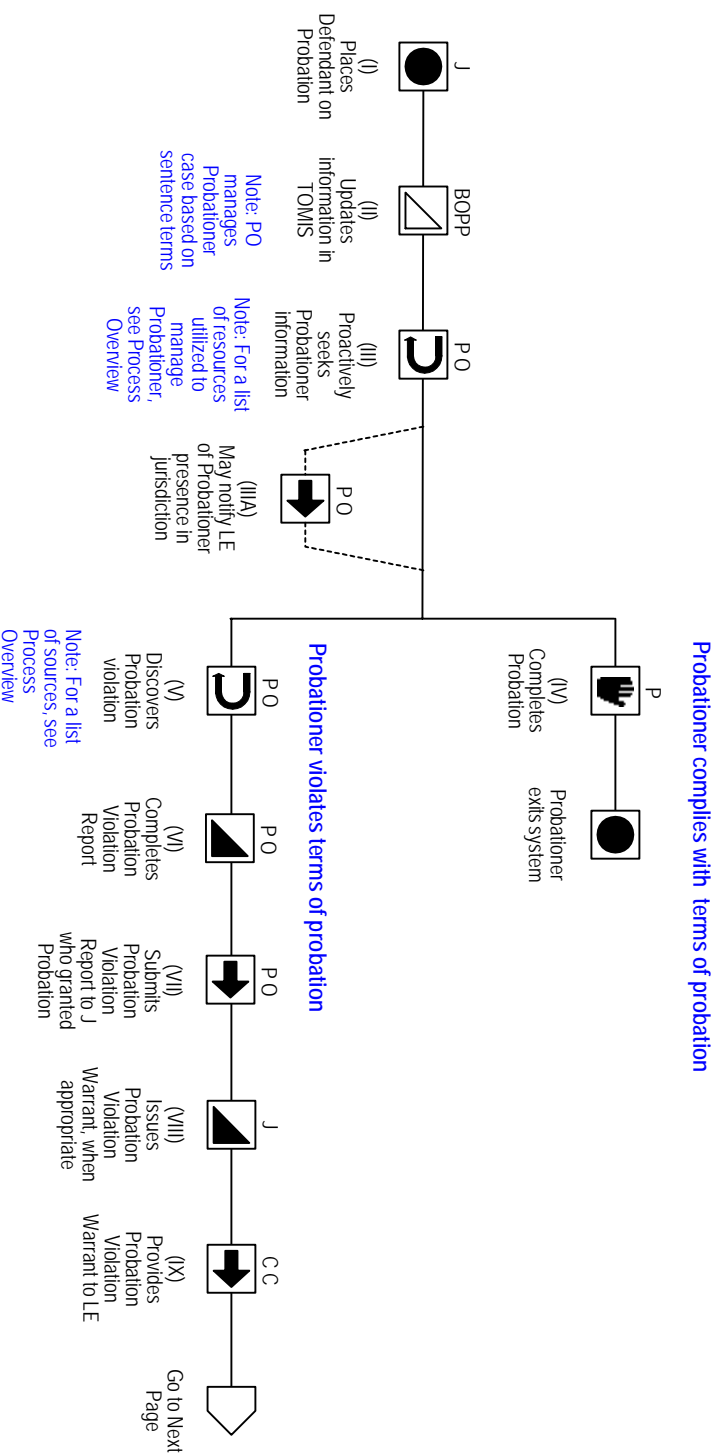 Probationer complies with terms of probation
P
(IV)
Completes
Probation
Probationer
exits system
J
(I)
Places
Defendant on
Probation
BOPP
(II)
Updates
information in
TOMIS
Note: PO
manages
Probationer
case based on
sentence terms
PO
(III)
Proactively
seeks
Probationer
information
Note: For a list
of resources
utilized to
manage
Probationer,
see Process
Overview
PO
(IIIA)
May notify LE
of Probationer
presence in
jurisdiction
Probationer violates terms of probation
PO
(V)
Discovers
Probation
violation
Note: For a list
of sources, see
Process
Overview
PO
(VI)
Completes
Probation
Violation
Report
PO
(VII)
Submits
Probation
Violation
Report to J
who granted
Probation
J
(VIII)
Issues
Probation
Violation
Warrant, when
appropriate
CC
(IX)
Provides
Probation
Violation
Warrant to LE
Go to Next
Page